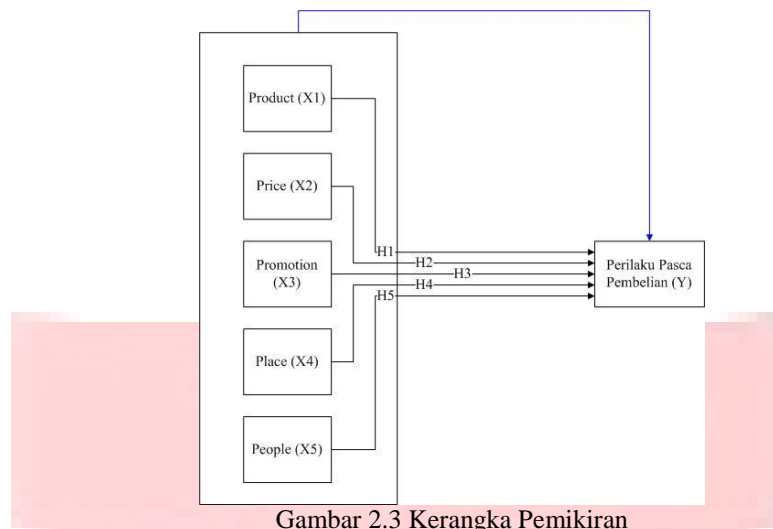 Product (X1)
Price (X2)
Promotion
(X3)
Place (X4)
People (X5)
H1
H2
H3
H4
H5
Perilaku Pasca
Pembelian (Y)
Gambar 2.3 Kerangka Pemikiran